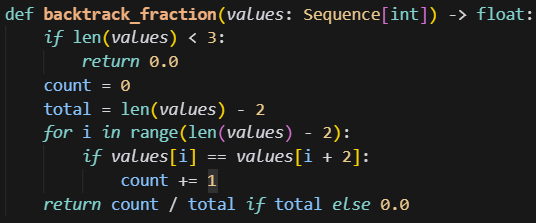 def backtrack_fraction(values: Sequence[int]) -> float:
    if len(values) < 3:
        return 0.0
    count = 0
    total = len(values) - 2
    for i in range(len(values) - 2):
        if values[i] == values[i + 2]:
            count += 1
    return count / total if total else 0.0